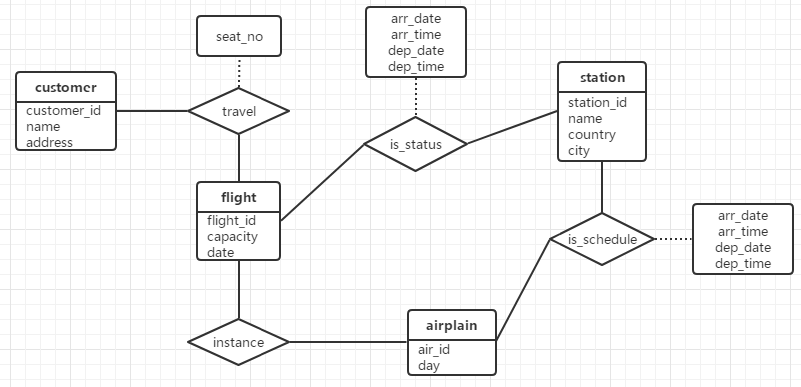 seat_no
arr_date
arr_time
dep_date
dep_time
customer
customer_id
name
address
travel
is_status
station
station_id
name
country
city
flight
flight_id
capacity
date
is_schedule
arr_date
arr_time
dep_date
dep_time
instance
airplain
air_id
day